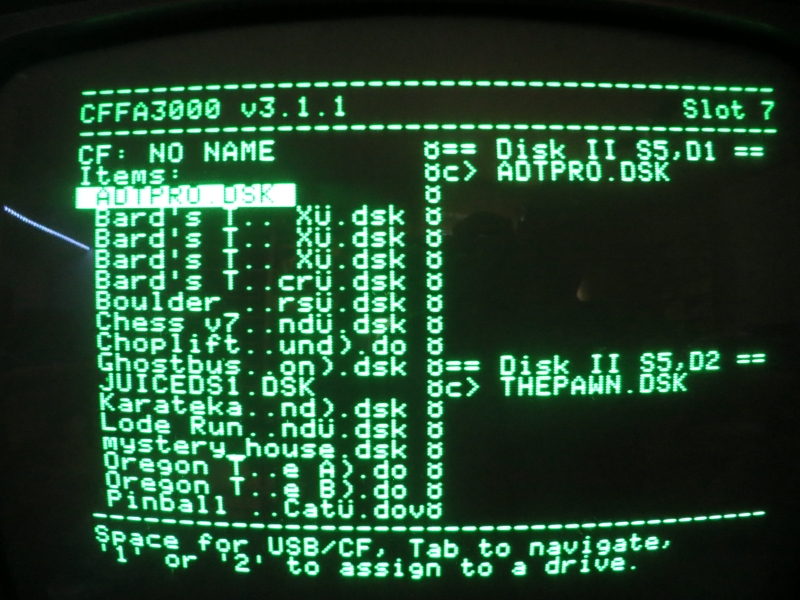 CFFA3000 v3.1.1 Slot 7
CF: NO NAME
Items:
ADTPRO.DSK
Bard's T.. Xü.dsk
Bard's T.. Xü.dsk
Bard's T.. Xü.dsk
Bard's T..crü.dsk
Boulder ..rsü.dsk
Chess v7..ndü.dsk
Choplift..und).do
Ghostbus..on).dsk
JUICEDS1.DSK
Karateka..nd).dsk
Lode Run..ndü.dsk
mystery_house.dsk
Oregon T..e A).do
Oregon T..e B).do
Pinball ..Catü.dov
== Disk II S5,D1 ==
c> ADTPRO.DSK
== Disk II S5,D2 ==
c> THEPAWN.DSK
Space for USB/CF, Tab to navigate,
'1' or '2' to assign to a drive.